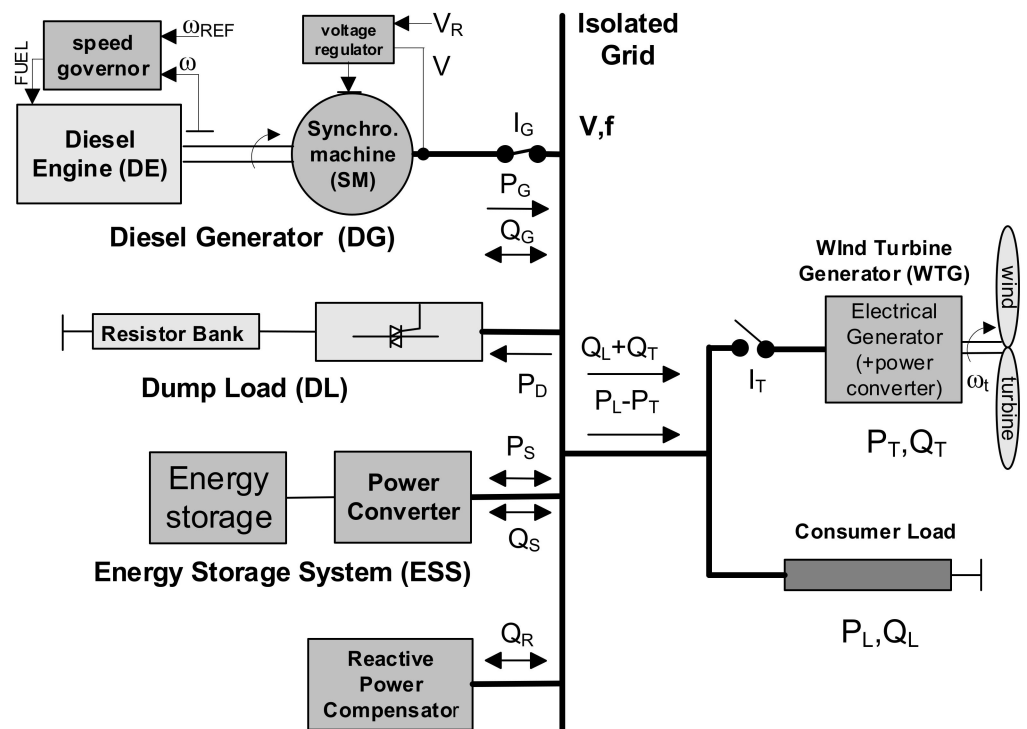 speed
governor
ωREF
ω
FUEL
Diesel
Engine (DE)
voltage
regulator
VR
V
Synchro.
machine
(SM)
IG
PG
QG
Diesel Generator (DG)
Isolated
Grid
V,f
Resistor Bank
PD
Dump Load (DL)
Energy
storage
Power
Converter
PS
QS
Energy Storage System (ESS)
Reactive
Power
Compensator
QR
QL+QT
PL-PT
WInd Turbine
Generator (WTG)
Electrical
Generator
(+power
converter)
IT
ωt
wind
turbine
PT,QT
Consumer Load
PL,QL